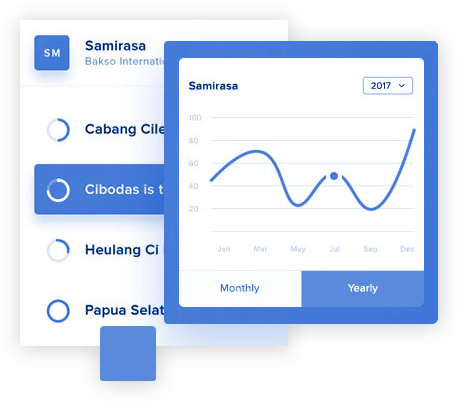 SM
Samirasa
Bakso Internatio
Cabang Cile
Cibodas is t
Heulang Ci
Papua Selat
Samirasa
2017
100
80
60
40
20
Jan Mar May Jul Sep Dec
Monthly
Yearly